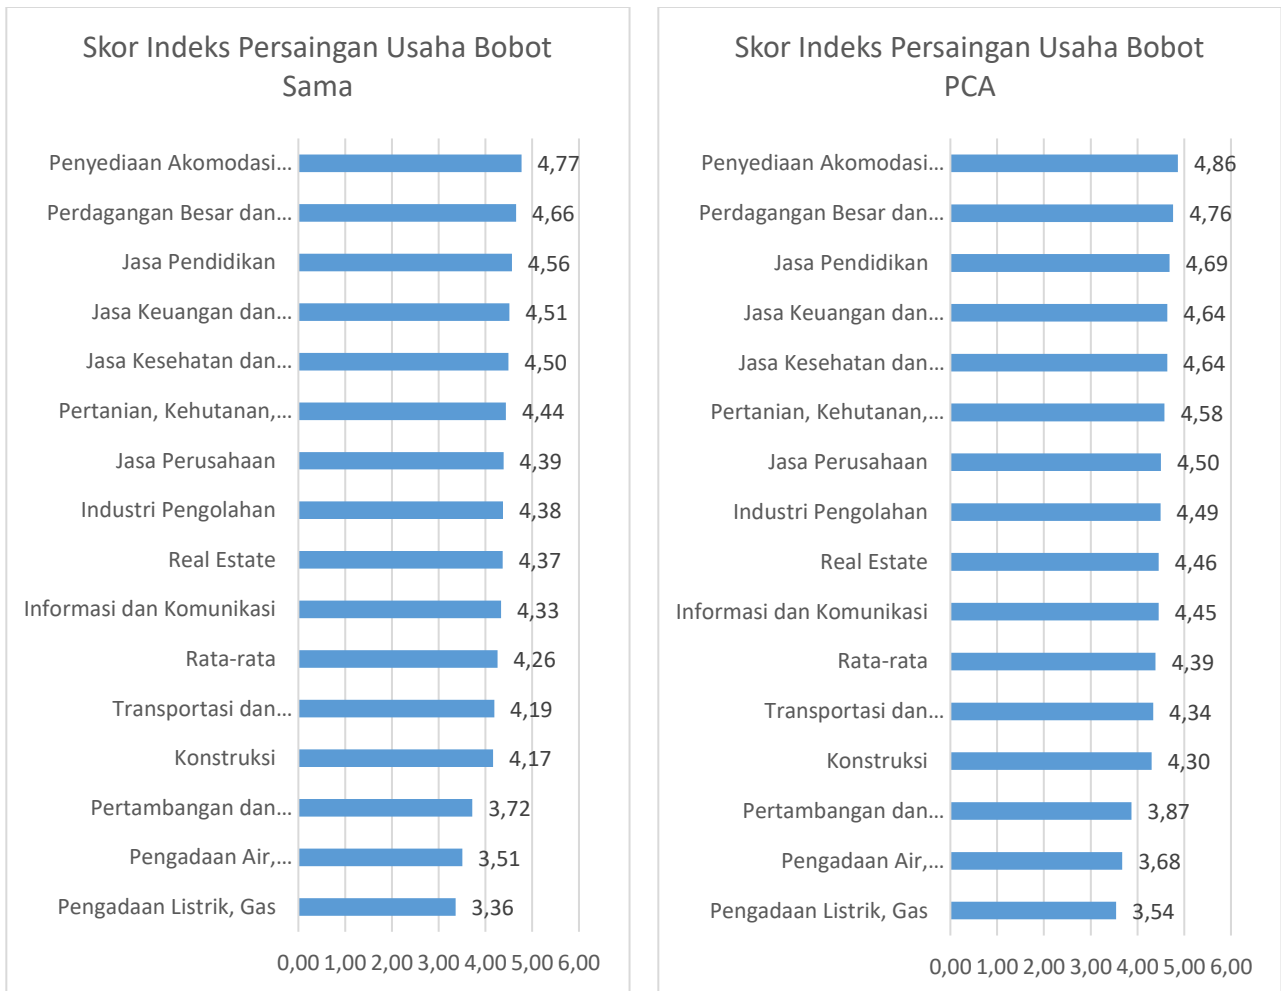 Skor Indeks Persaingan Usaha Bobot
Sama
Penyediaan Akomodasi... 4,77
Perdagangan Besar dan... 4,66
Jasa Pendidikan 4,56
Jasa Keuangan dan... 4,51
Jasa Kesehatan dan... 4,50
Pertanian, Kehutanan,... 4,44
Jasa Perusahaan 4,39
Industri Pengolahan 4,38
Real Estate 4,37
Informasi dan Komunikasi 4,33
Rata-rata 4,26
Transportasi dan... 4,19
Konstruksi 4,17
Pertambangan dan... 3,72
Pengadaan Air,... 3,51
Pengadaan Listrik, Gas 3,36
0,00 1,00 2,00 3,00 4,00 5,00 6,00
Skor Indeks Persaingan Usaha Bobot
PCA
Penyediaan Akomodasi... 4,86
Perdagangan Besar dan... 4,76
Jasa Pendidikan 4,69
Jasa Keuangan dan... 4,64
Jasa Kesehatan dan... 4,64
Pertanian, Kehutanan,... 4,58
Jasa Perusahaan 4,50
Industri Pengolahan 4,49
Real Estate 4,46
Informasi dan Komunikasi 4,45
Rata-rata 4,39
Transportasi dan... 4,34
Konstruksi 4,30
Pertambangan dan... 3,87
Pengadaan Air,... 3,68
Pengadaan Listrik, Gas 3,54
0,00 1,00 2,00 3,00 4,00 5,00 6,00